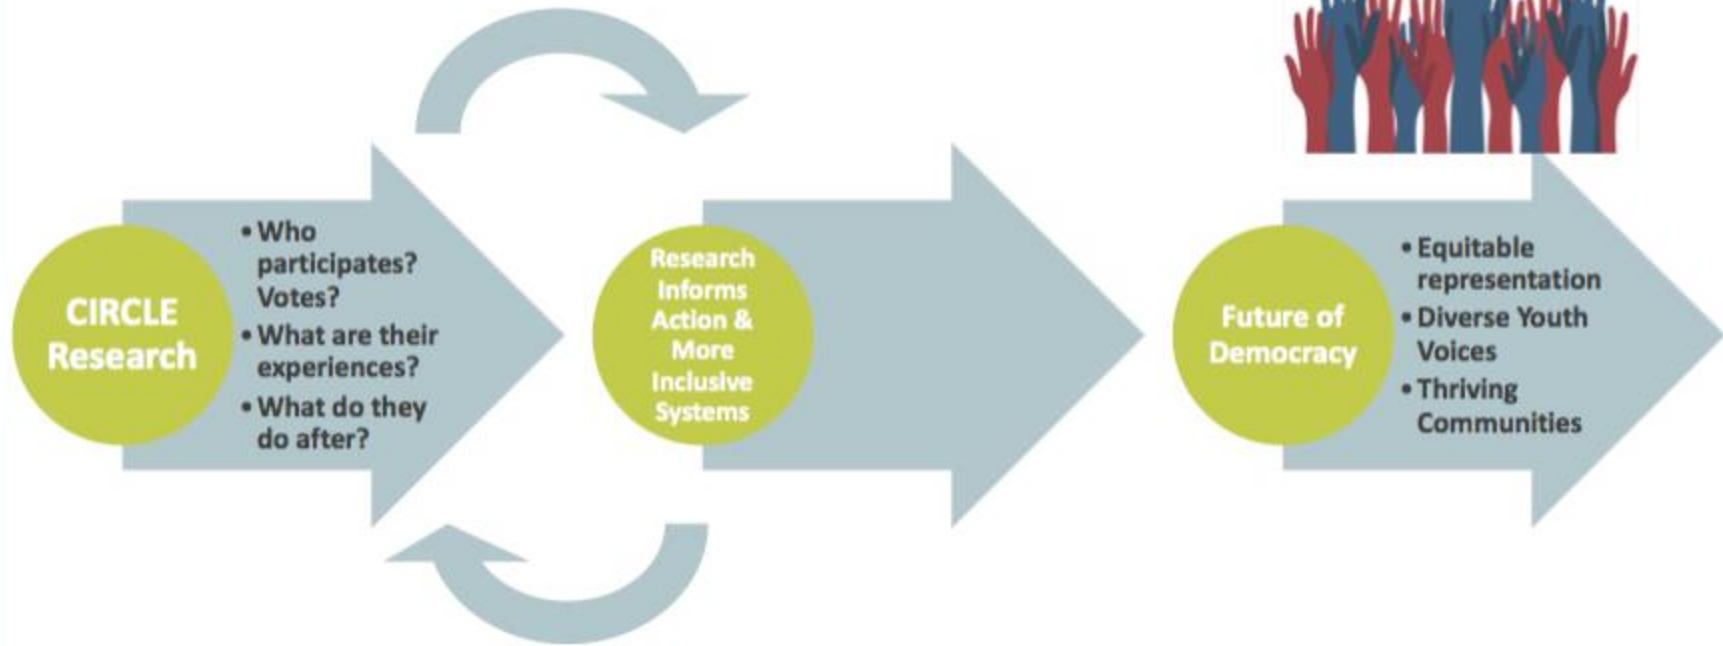 CIRCLE
Research
• Who
participates?
Votes?
• What are their
experiences?
• What do they
do after?
Research
Informs
Action &
More
Inclusive
Systems
Future of
Democracy
• Equitable
representation
• Diverse Youth
Voices
• Thriving
Communities